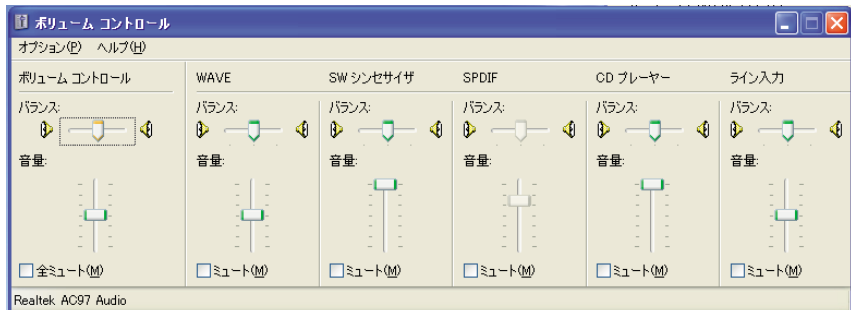 ボリューム コントロール
オプション(P) ヘルプ(H)
ボリューム コントロール WAVE SW シンセサイザ SPDIF CD プレーヤー ライン入力
バランス: バランス: バランス: バランス: バランス: バランス:
音量: 音量: 音量: 音量: 音量: 音量:
全ミュート(M) ミュート(M) ミュート(M) ミュート(M) ミュート(M) ミュート(M)
Realtek AC97 Audio